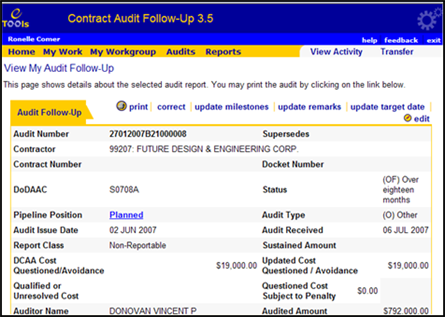 e TOOls Contract Audit Follow-Up 3.5
Ronelle Comer help feedback exit
Home My Work My Workgroup Audits Reports View Activity Transfer
View My Audit Follow-Up
This page shows details about the selected audit report. You may print the audit by clicking on the link below.
Audit Follow-Up print | correct | update milestones | update remarks | update target date |
edit
Audit Number 27012007B21000008 Supersedes
Contractor 99207: FUTURE DESIGN & ENGINEERING CORP.
Contract Number Docket Number
DoDAAC S0708A Status (OF) Over eighteen months
Pipeline Position Planned Audit Type (O) Other
Audit Issue Date 02 JUN 2007 Audit Received 06 JUL 2007
Report Class Non-Reportable Sustained Amount
DCAA Cost Questioned/Avoidance $19,000.00 Updated Cost Questioned / Avoidance $19,000.00
Qualified or Unresolved Cost Questioned Cost Subject to Penalty $0.00
Auditor Name DONOVAN VINCENT P Audited Amount $792,000.00